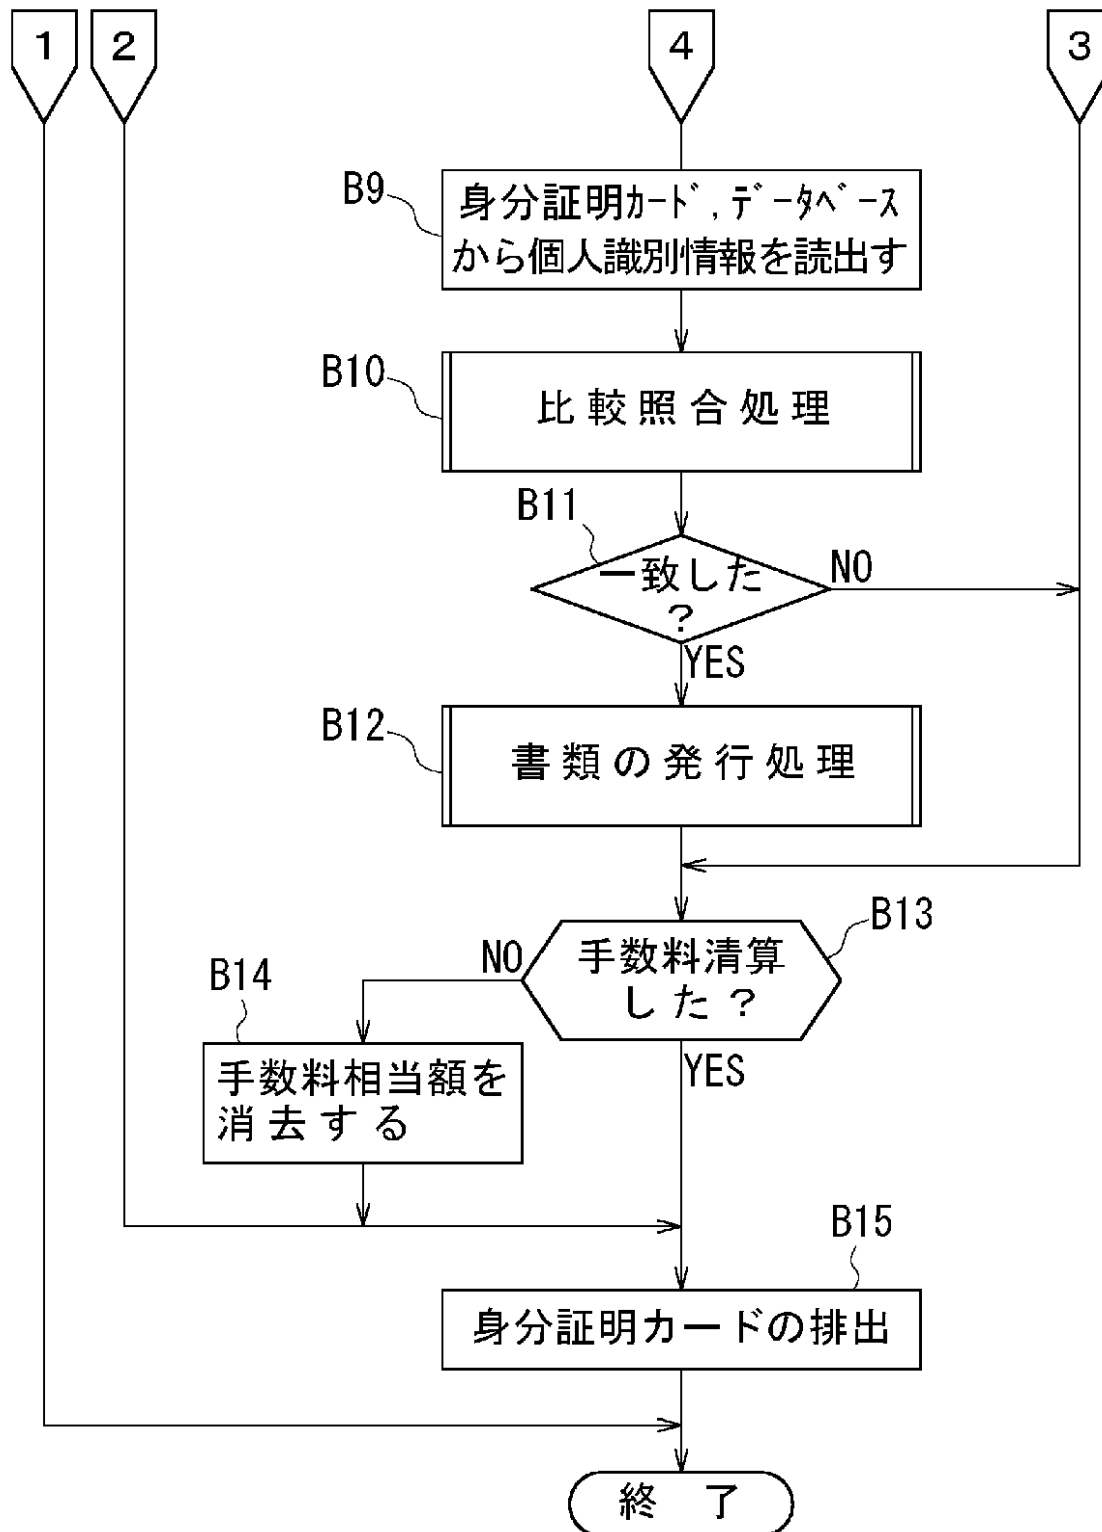 1
2
4
3
B9
身分証明ｶｰﾄﾞ,ﾃﾞｰﾀﾍﾞｰｽ
から個人識別情報を読出す
B10
比較照合処理
B11
一致した
?
NO
YES
B12
書類の発行処理
B13
手数料清算
した?
NO
YES
B14
手数料相当額を
消去する
B15
身分証明カードの排出
終 了